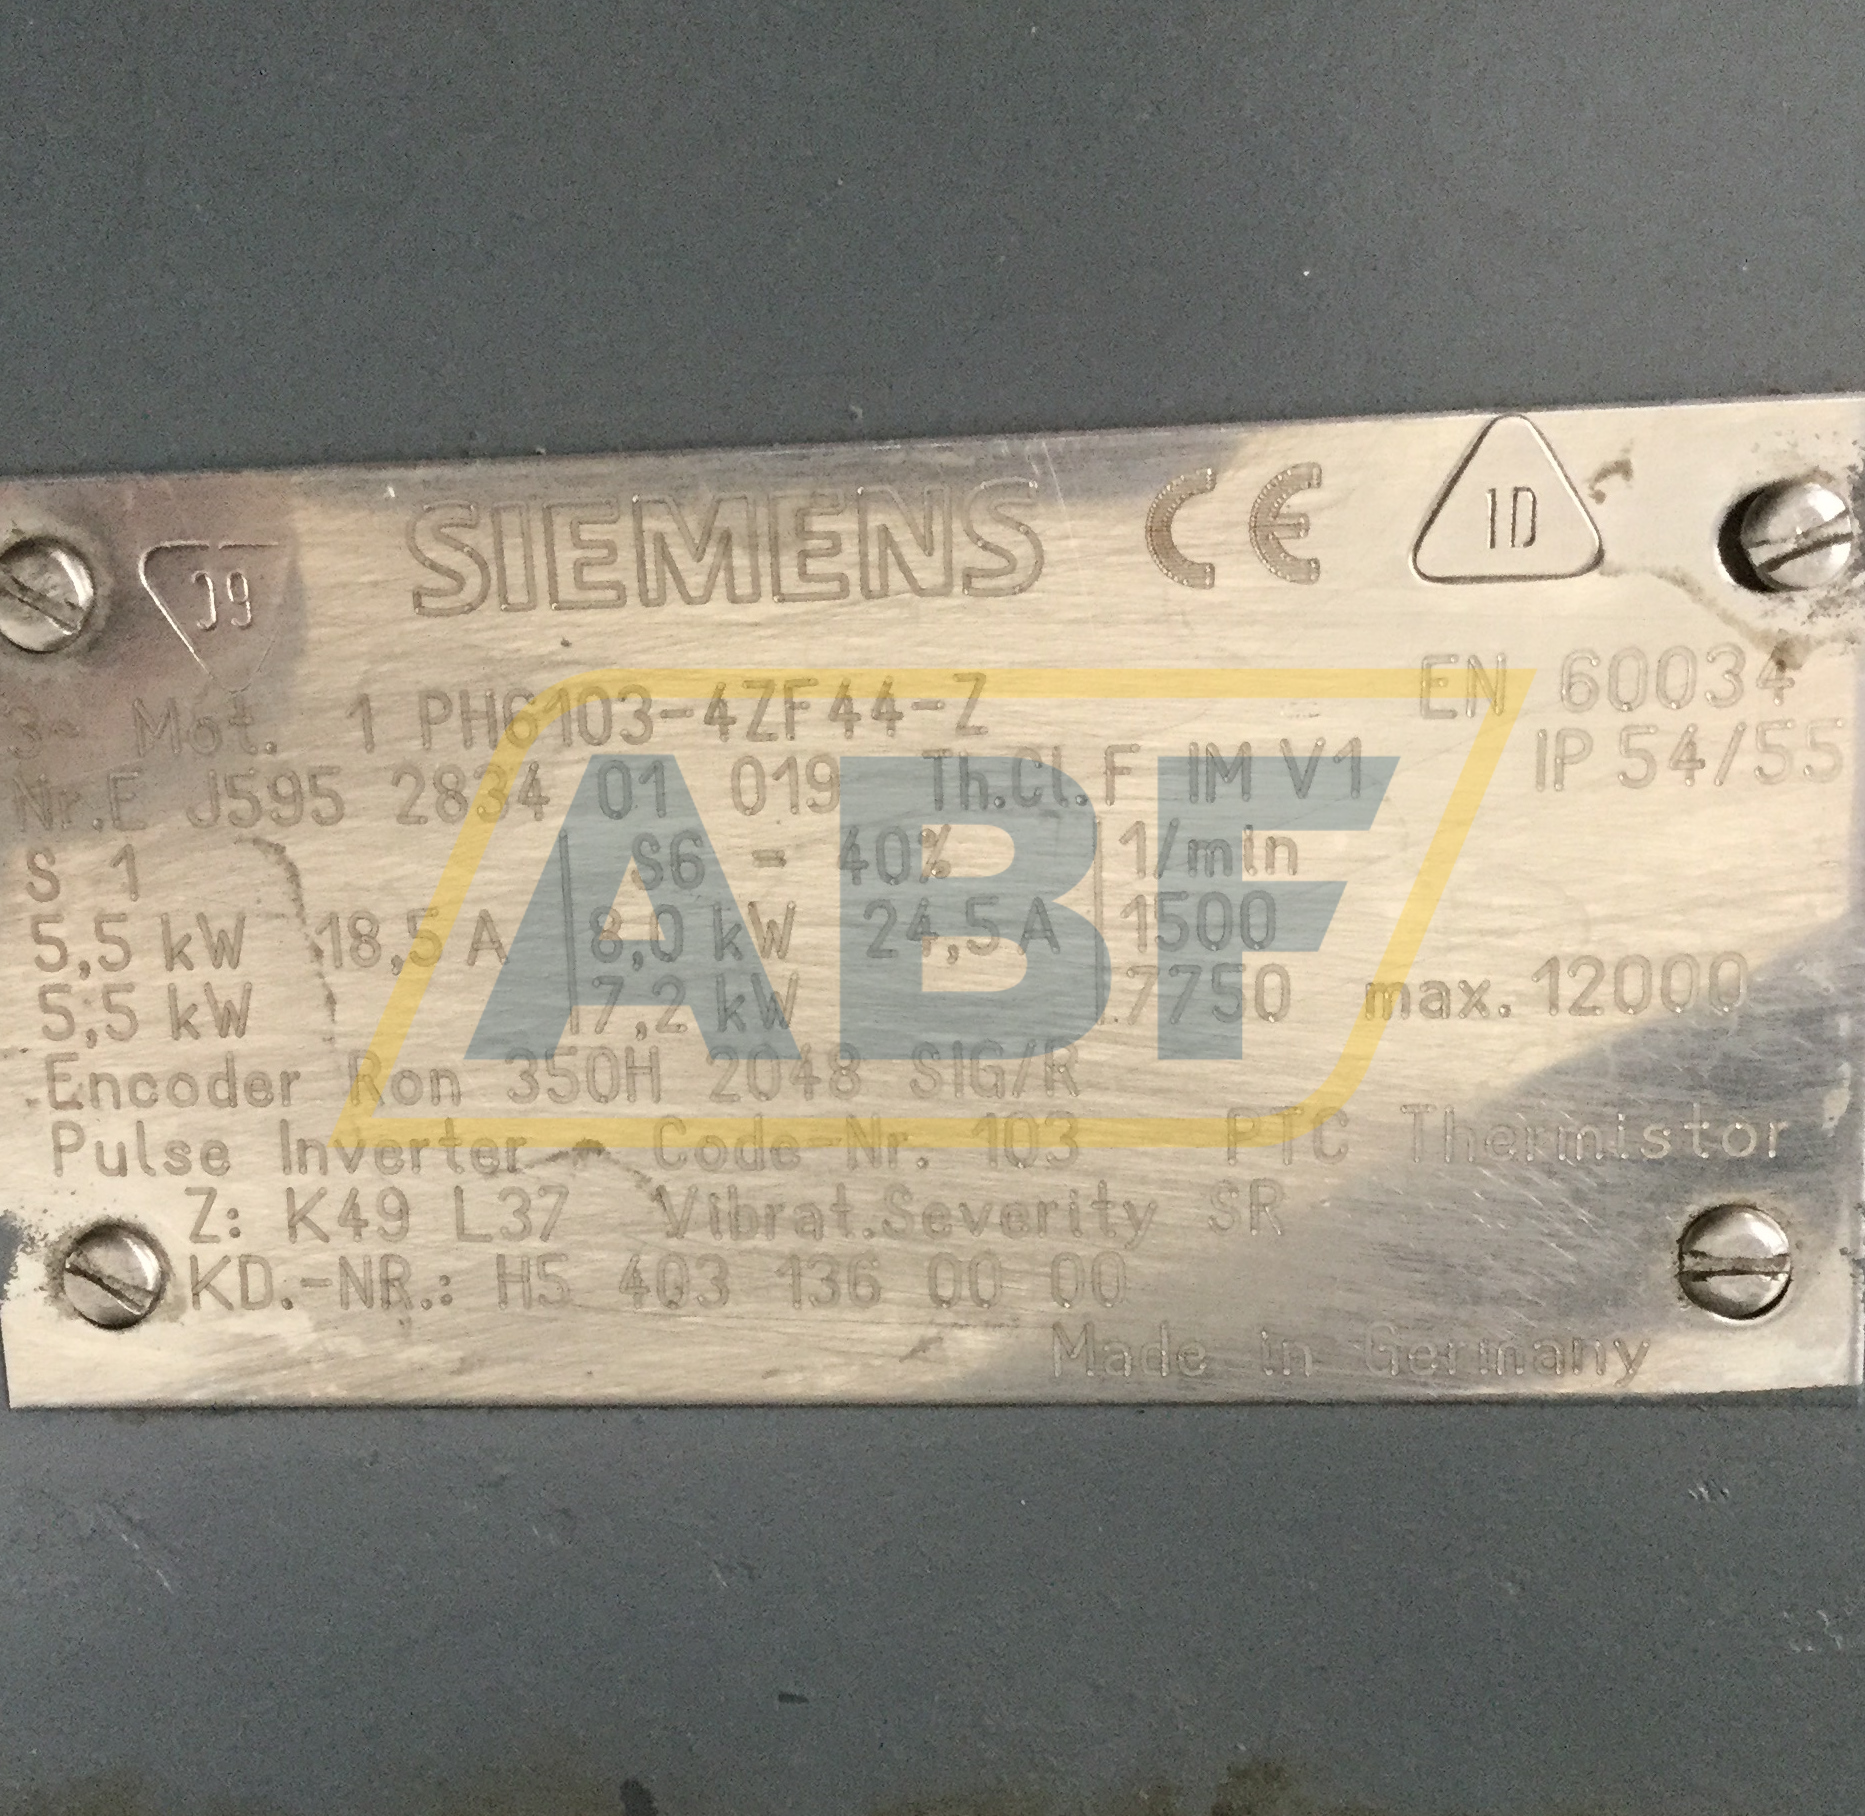 SIEMENS CE 1D
J9
3~ Mot. 1 PH6103-4ZF44-Z EN 60034
Nr.E J595 2834 01 019 Th.Cl.F IM V1 IP 54/55
S 1 S6 - 40% 1/min
5,5 kW 18,5 A 8,0 kW 24,5 A 1500
5,5 kW 7,2 kW 7750 max. 12000
Encoder Ron 350H 2048 SIG/R
Pulse Inverter Code-Nr. 103 PTC Thermistor
Z: K49 L37 Vibrat.Severity SR
KD.-NR.: H5 403 136 00 00
Made in Germany
ABF